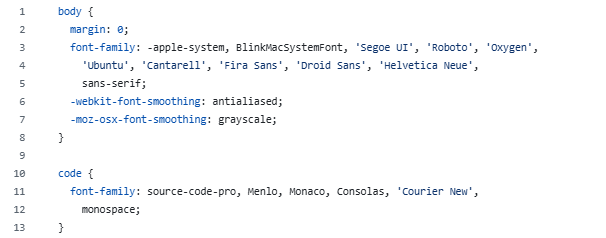 1 body {
2   margin: 0;
3   font-family: -apple-system, BlinkMacSystemFont, 'Segoe UI', 'Roboto', 'Oxygen',
4     'Ubuntu', 'Cantarell', 'Fira Sans', 'Droid Sans', 'Helvetica Neue',
5     sans-serif;
6   -webkit-font-smoothing: antialiased;
7   -moz-osx-font-smoothing: grayscale;
8 }
9
10 code {
11   font-family: source-code-pro, Menlo, Monaco, Consolas, 'Courier New',
12     monospace;
13 }